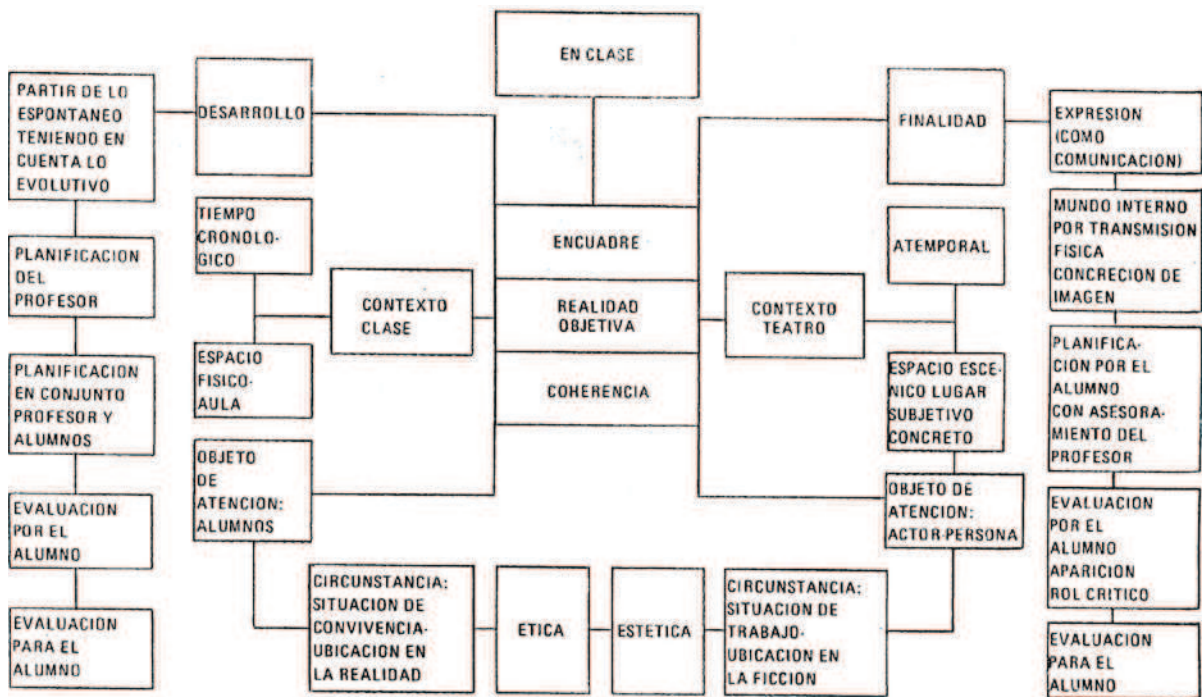 EN CLASE
PARTIR DE LO
ESPONTANEO
TENIENDO EN
CUENTA LO
EVOLUTIVO
DESARROLLO
FINALIDAD
EXPRESION
(COMO
COMUNICACION)
TIEMPO
CRONOLO-
GICO
ENCUADRE
ATEMPORAL
MUNDO INTERNO
POR TRANSMISION
FISICA
CONCRECION DE
IMAGEN
PLANIFICACION
DEL
PROFESOR
CONTEXTO
CLASE
REALIDAD
OBJETIVA
CONTEXTO
TEATRO
ESPACIO
FISICO-
AULA
COHERENCIA
ESPACIO ESCE-
NICO LUGAR
SUBJETIVO
CONCRETO
PLANIFICACION
EN CONJUNTO
PROFESOR Y
ALUMNOS
PLANIFICA-
CION POR EL
ALUMNO
CON ASESORA-
MIENTO DEL
PROFESOR
OBJETO
DE
ATENCION:
ALUMNOS
OBJETO DE
ATENCION:
ACTOR-PERSONA
EVALUACION
POR EL
ALUMNO
EVALUACION
POR EL
ALUMNO
APARICION
ROL CRITICO
CIRCUNSTANCIA:
SITUACION DE
CONVIVENCIA-
UBICACION EN
LA REALIDAD
ETICA
ESTETICA
CIRCUNSTANCIA:
SITUACION DE
TRABAJO-
UBICACION EN
LA FICCION
EVALUACION
PARA EL
ALUMNO
EVALUACION
PARA EL
ALUMNO